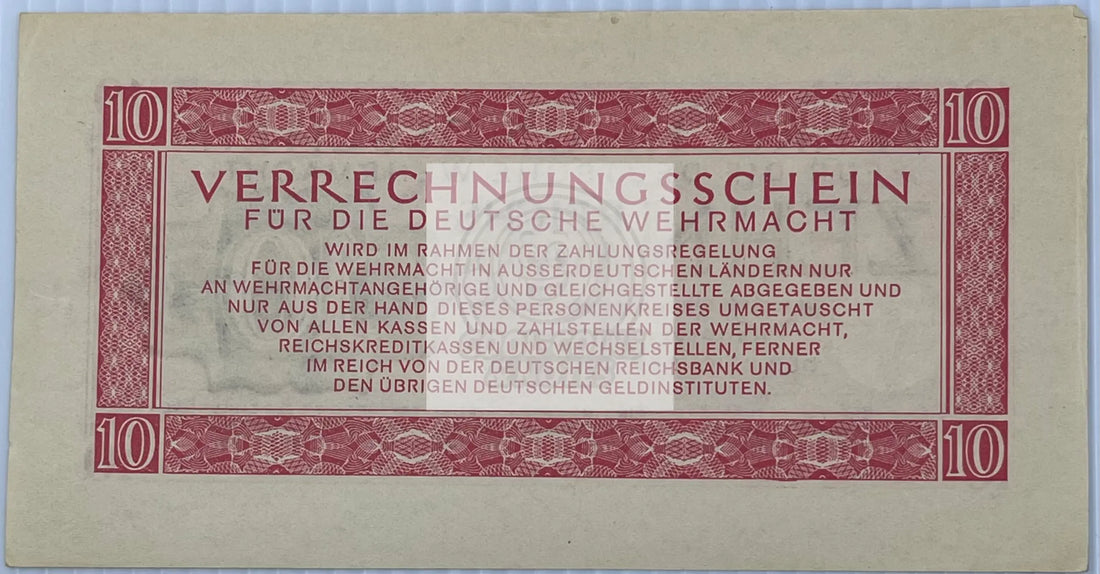 10 10
VERRECHNUNGSSCHEIN
FÜR DIE DEUTSCHE WEHRMACHT
WIRD IM RAHMEN DER ZAHLUNGSREGELUNG
FÜR DIE WEHRMACHT IN AUSSERDEUTSCHEN LÄNDERN NUR
AN WEHRMACHTANGEHÖRIGE UND GLEICHGESTELLTE ABGEGEBEN UND
NUR AUS DER HAND DIESES PERSONENKREISES UMGETAUSCHT
VON ALLEN KASSEN UND ZAHLSTELLEN DER WEHRMACHT,
REICHSKREDITKASSEN UND WECHSELSTELLEN, FERNER
IM REICH VON DER DEUTSCHEN REICHSBANK UND
DEN ÜBRIGEN DEUTSCHEN GELDINSTITUTEN.
10 10